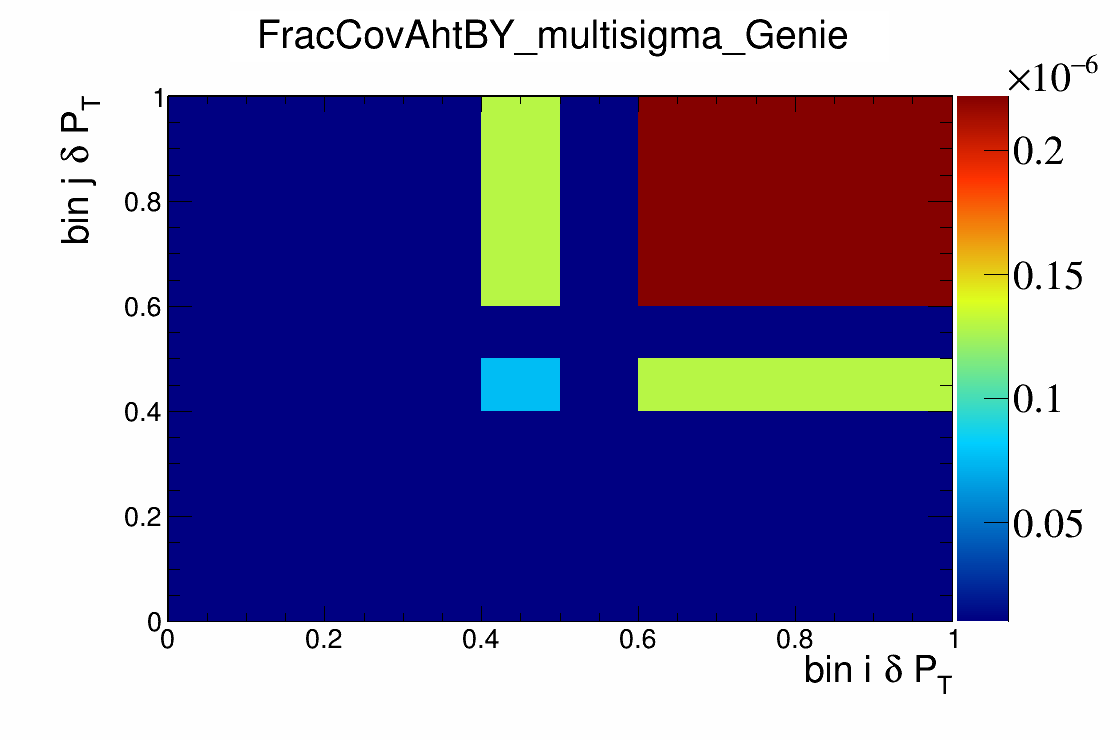 FracCovAhtBY_multisigma_Genie
×10⁻⁶
bin j δ P_T
1
0.8
0.6
0.4
0.2
0
0 0.2 0.4 0.6 0.8 1
bin i δ P_T
0.2
0.15
0.1
0.05